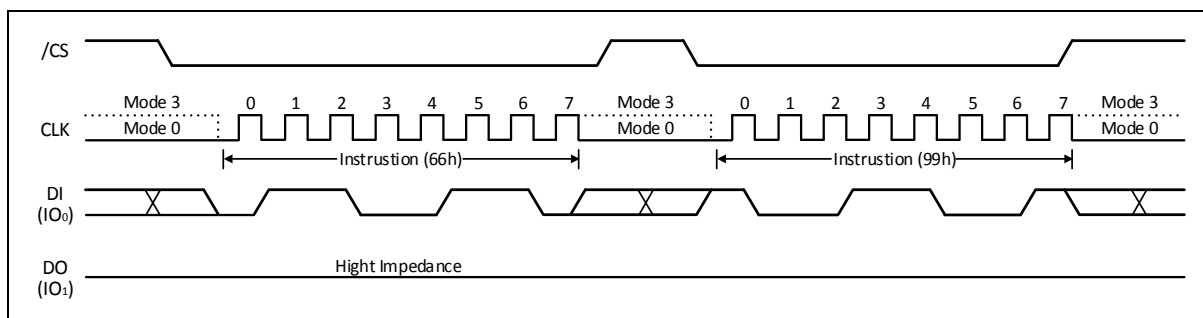 /CS
Mode 3 0 1 2 3 4 5 6 7 Mode 3 0 1 2 3 4 5 6 7 Mode 3
CLK Mode 0 Mode 0 Mode 0
Instrustion (66h) Instrustion (99h)
DI
(IO₀)
DO Hight Impedance
(IO₁)